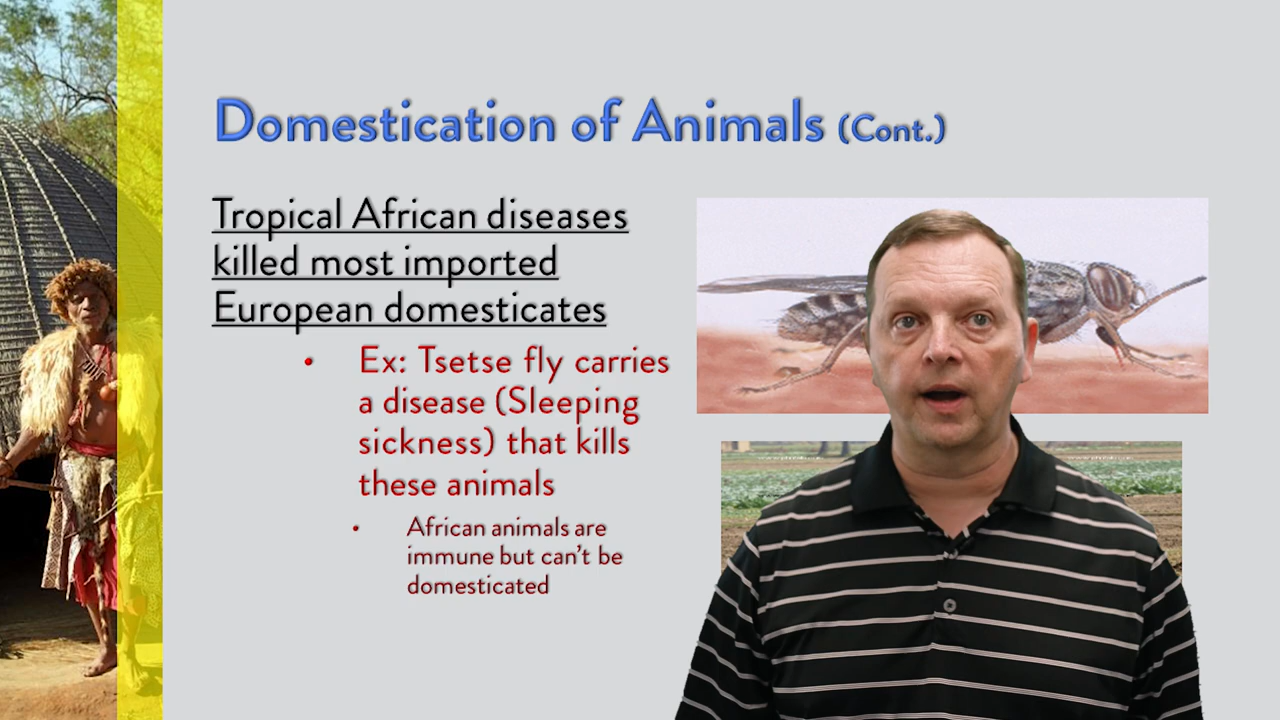 Domestication of Animals (Cont.)
Tropical African diseases
killed most imported
European domesticates
• Ex: Tsetse fly carries
a disease (Sleeping
sickness) that kills
these animals
• African animals are
immune but can't be
domesticated